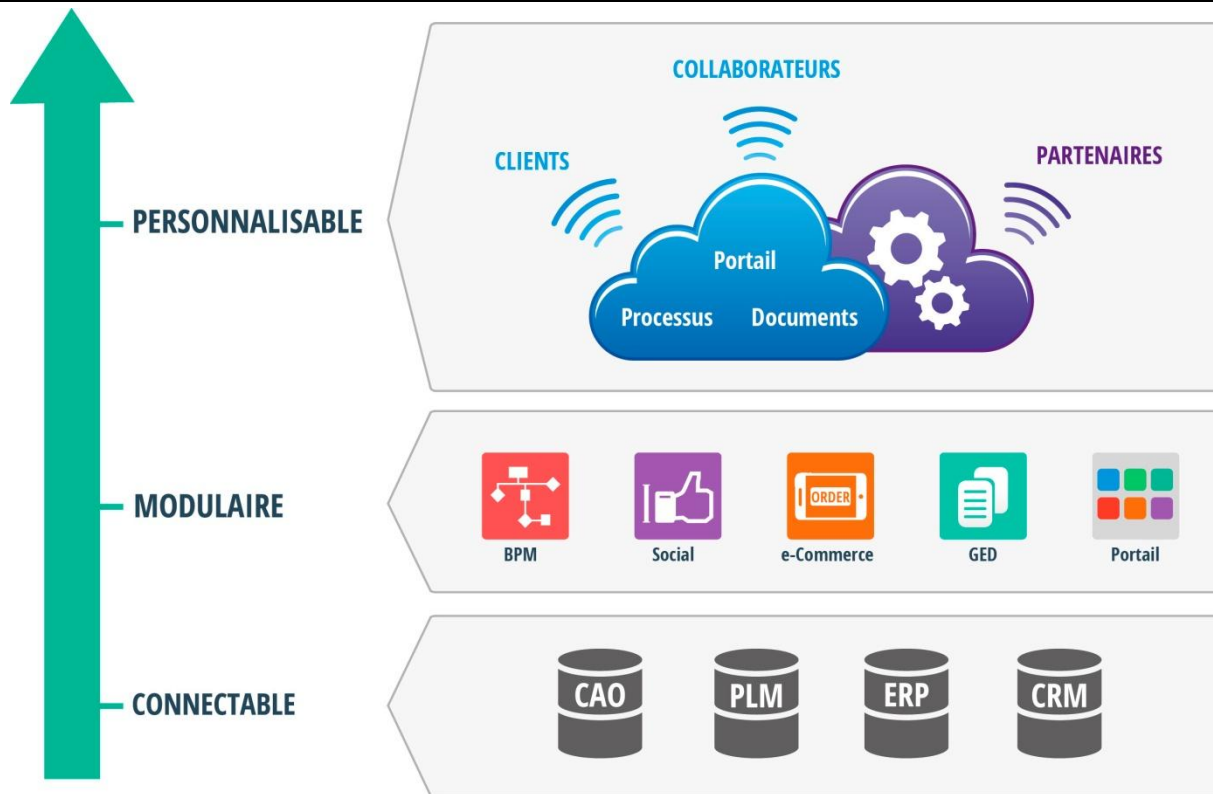 COLLABORATEURS
CLIENTS
PARTENAIRES
PERSONNALISABLE
Portail
Processus Documents
MODULAIRE
ORDER
BPM Social e-Commerce GED Portail
CONNECTABLE
CAO PLM ERP CRM